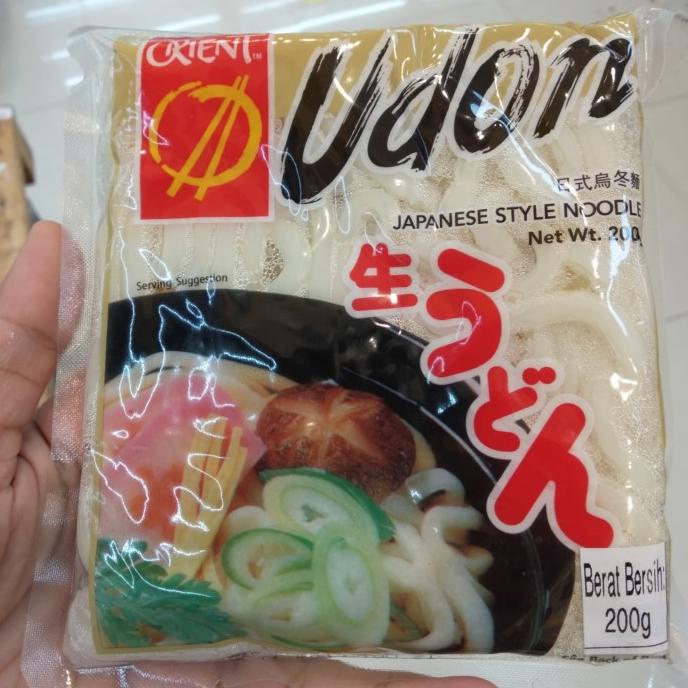 ORIENT™
Udon
日式烏冬麵
JAPANESE STYLE NOODLE
Net Wt. 200
Serving Suggestion
生うどん
Berat Bersih:
200g